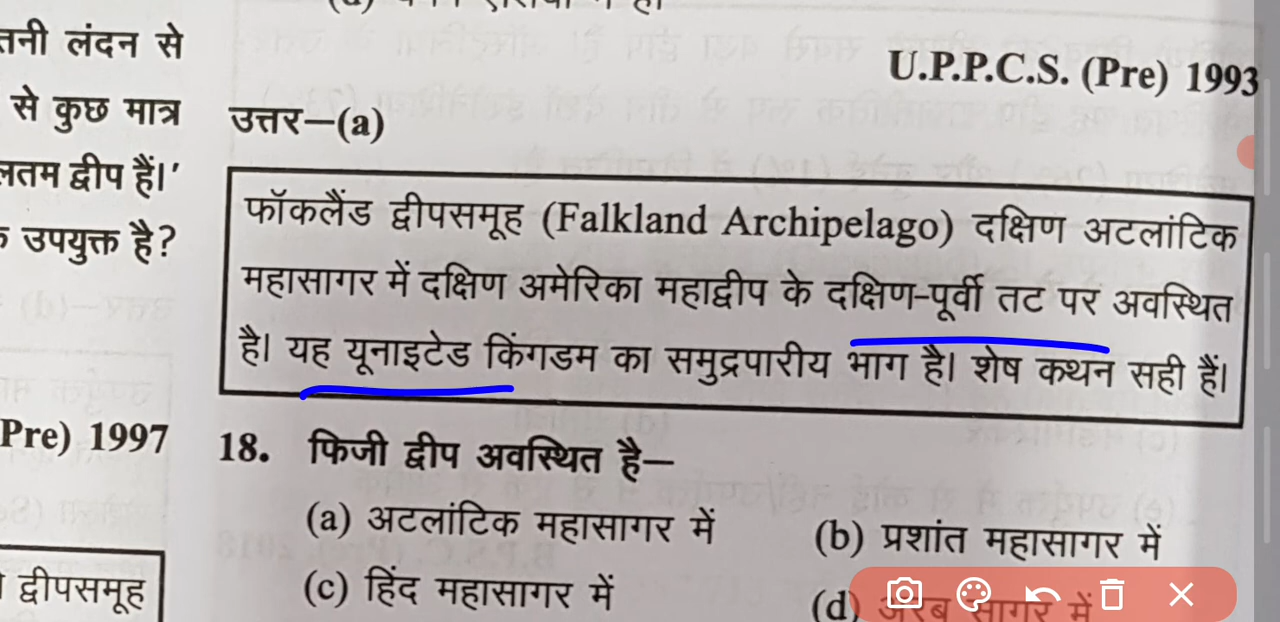 तनी लंदन से
से कुछ मात्र
लतम द्वीप हैं।'
उपयुक्त है?
Pre) 1997
द्वीपसमूह
U.P.P.C.S. (Pre) 1993
उत्तर—(a)
फॉकलैंड द्वीपसमूह (Falkland Archipelago) दक्षिण अटलांटिक
महासागर में दक्षिण अमेरिका महाद्वीप के दक्षिण-पूर्वी तट पर अवस्थित
है। यह यूनाइटेड किंगडम का समुद्रपारीय भाग है। शेष कथन सही हैं।
18. फिजी द्वीप अवस्थित है—
(a) अटलांटिक महासागर में (b) प्रशांत महासागर में
(c) हिंद महासागर में (d) अरब सागर में